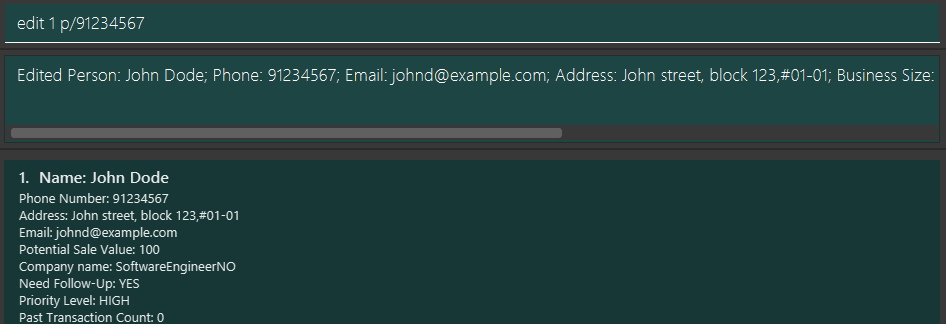 edit 1 p/91234567
Edited Person: John Dode; Phone: 91234567; Email: johnd@example.com; Address: John street, block 123,#01-01; Business Size:
1. Name: John Dode
Phone Number: 91234567
Address: John street, block 123,#01-01
Email: johnd@example.com
Potential Sale Value: 100
Company name: SoftwareEngineerNO
Need Follow-Up: YES
Priority Level: HIGH
Past Transaction Count: 0